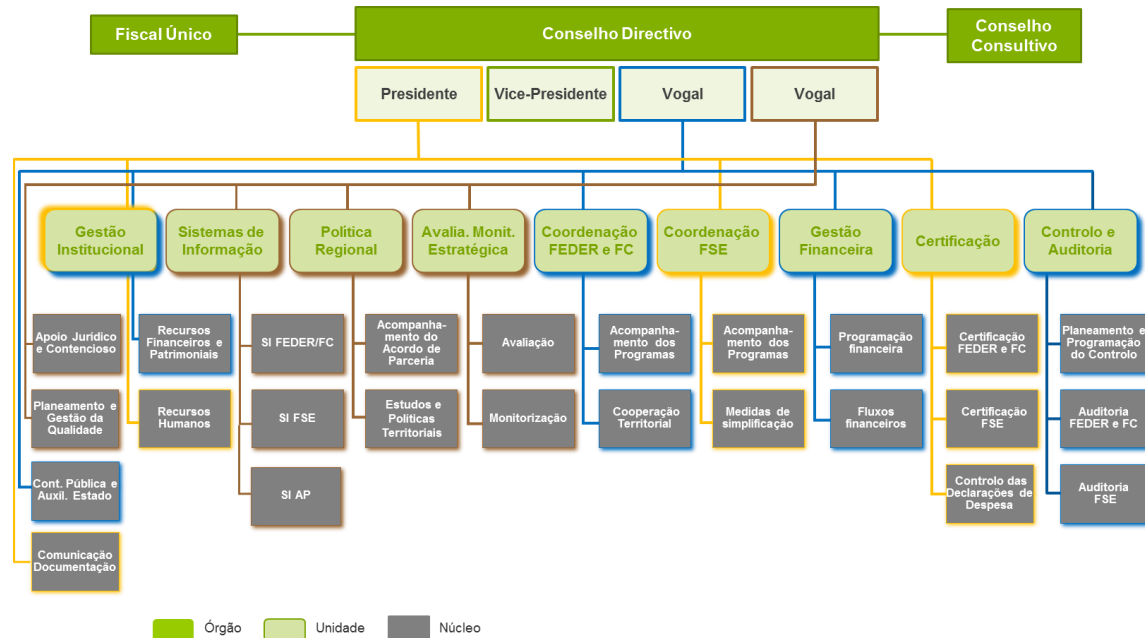 Fiscal Único
Conselho Directivo
Conselho
Consultivo
Presidente
Vice-Presidente
Vogal
Vogal
Gestão
Institucional
Sistemas de
Informação
Política
Regional
Avalia. Monit.
Estratégica
Coordenação
FEDER e FC
Coordenação
FSE
Gestão
Financeira
Certificação
Controlo e
Auditoria
Apoio Jurídico
e Contencioso
Recursos
Financeiros e
Patrimoniais
SI FEDER/FC
Acompanha-
mento do
Acordo de
Parceria
Avaliação
Acompanha-
mento dos
Programas
Acompanha-
mento dos
Programas
Programação
financeira
Certificação
FEDER e FC
Planeamento e
Programação
do Controlo
Planeamento e
Gestão da
Qualidade
Recursos
Humanos
SI FSE
Estudos e
Políticas
Territoriais
Monitorização
Cooperação
Territorial
Medidas de
simplificação
Fluxos
financeiros
Certificação
FSE
Auditoria
FEDER e FC
Cont. Pública e
Auxil. Estado
SI AP
Controlo das
Declarações de
Despesa
Auditoria
FSE
Comunicação
Documentação
Órgão
Unidade
Núcleo